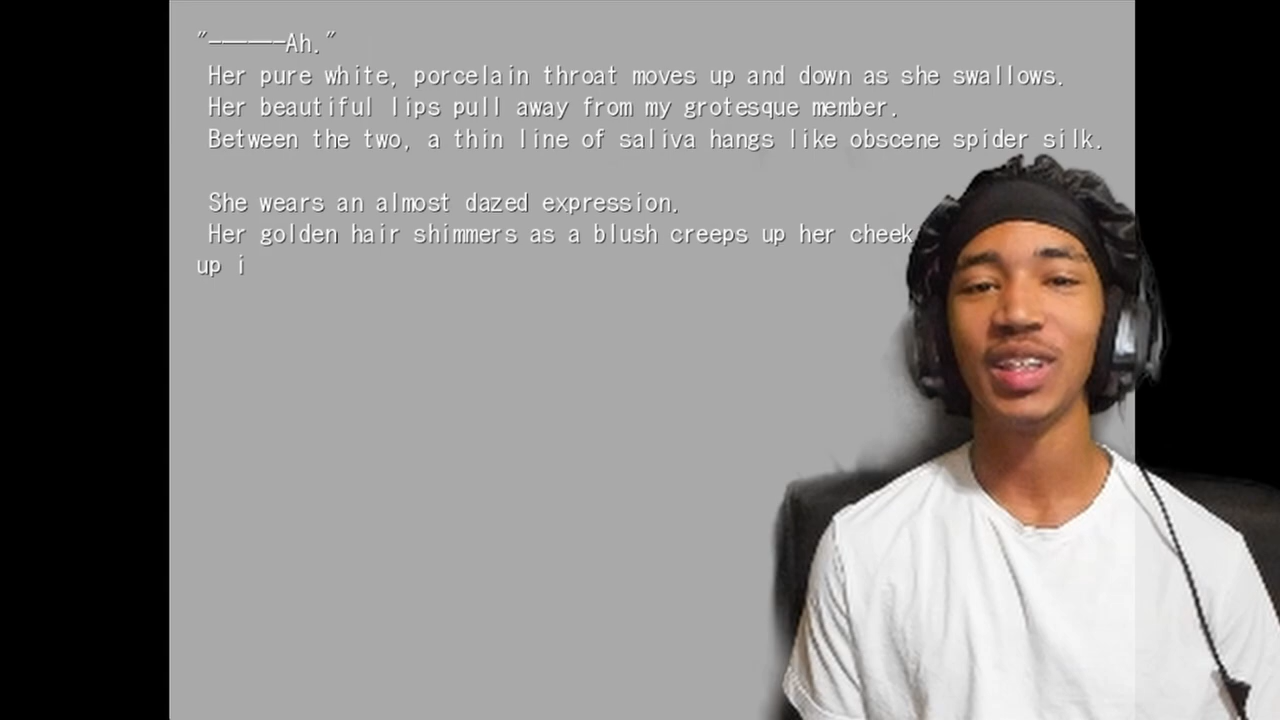 "―――――Ah."
Her pure white, porcelain throat moves up and down as she swallows.
Her beautiful lips pull away from my grotesque member.
Between the two, a thin line of saliva hangs like obscene spider silk.
She wears an almost dazed expression.
Her golden hair shimmers as a blush creeps up her cheek
up i